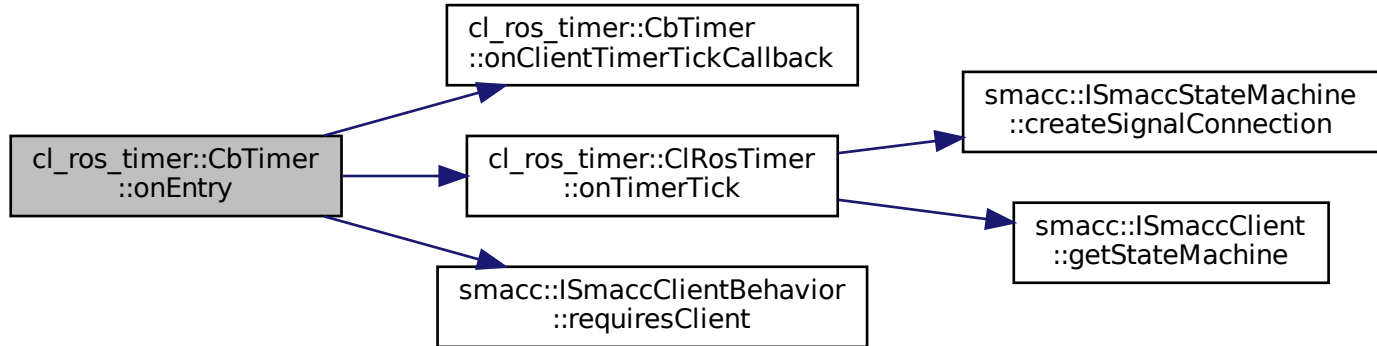 cl_ros_timer::CbTimer
::onEntry
cl_ros_timer::CbTimer
::onClientTimerTickCallback
cl_ros_timer::ClRosTimer
::onTimerTick
smacc::ISmaccClientBehavior
::requiresClient
smacc::ISmaccStateMachine
::createSignalConnection
smacc::ISmaccClient
::getStateMachine